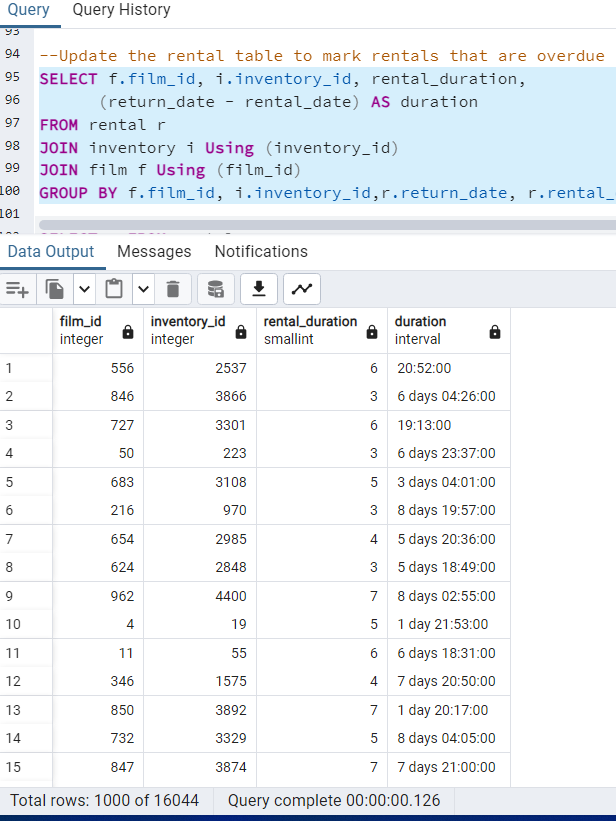 Query Query History
93
94 --Update the rental table to mark rentals that are overdue
95 SELECT f.film_id, i.inventory_id, rental_duration,
96 (return_date - rental_date) AS duration
97 FROM rental r
98 JOIN inventory i Using (inventory_id)
99 JOIN film f Using (film_id)
100 GROUP BY f.film_id, i.inventory_id,r.return_date, r.rental_
101
Data Output Messages Notifications
film_id inventory_id rental_duration duration
integer integer smallint interval
1 556 2537 6 20:52:00
2 846 3866 3 6 days 04:26:00
3 727 3301 6 19:13:00
4 50 223 3 6 days 23:37:00
5 683 3108 5 3 days 04:01:00
6 216 970 3 8 days 19:57:00
7 654 2985 4 5 days 20:36:00
8 624 2848 3 5 days 18:49:00
9 962 4400 7 8 days 02:55:00
10 4 19 5 1 day 21:53:00
11 11 55 6 6 days 18:31:00
12 346 1575 4 7 days 20:50:00
13 850 3892 7 1 day 20:17:00
14 732 3329 5 8 days 04:05:00
15 847 3874 7 7 days 21:00:00
Total rows: 1000 of 16044 Query complete 00:00:00.126